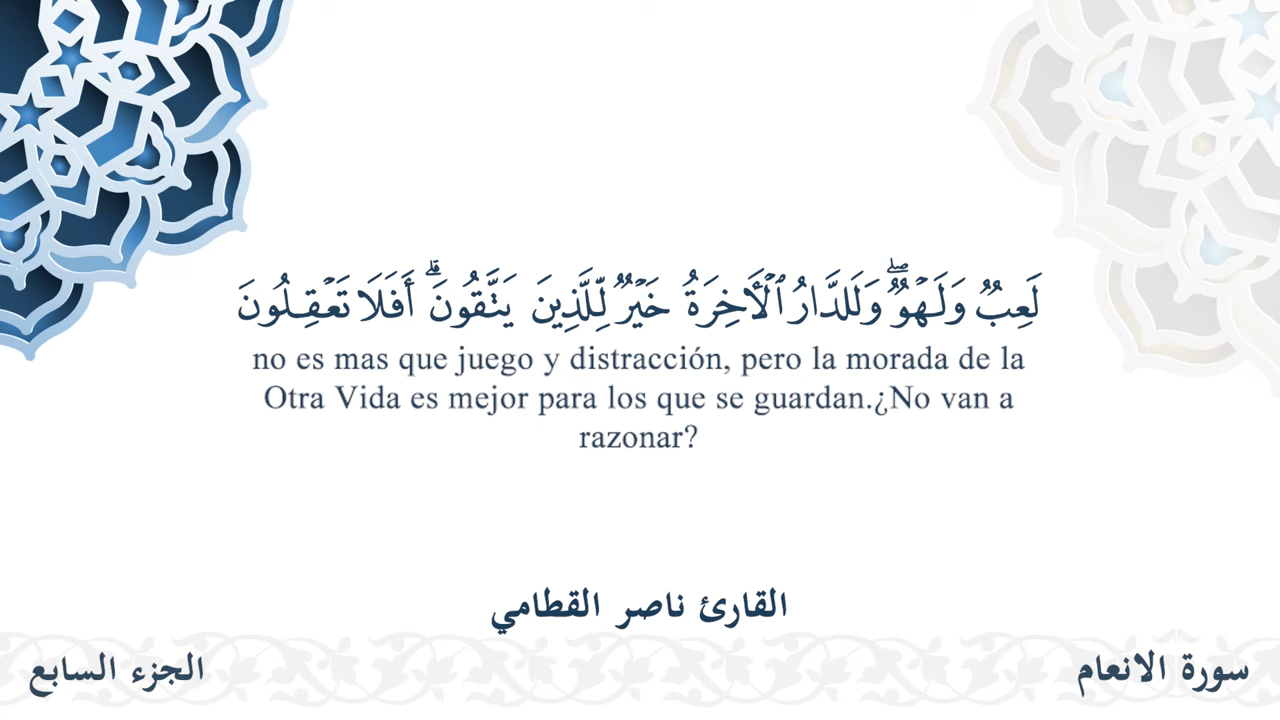 لَعِبٌ وَلَهْوٌ ۖ وَلَلدَّارُ ٱلْأَخِرَةُ خَيْرٌ لِّلَّذِينَ يَتَّقُونَ ۗ أَفَلَا تَعْقِلُونَ
no es mas que juego y distracción, pero la morada de la
Otra Vida es mejor para los que se guardan.¿No van a
razonar?
القارئ ناصر القطامي
سورة الانعام
الجزء السابع